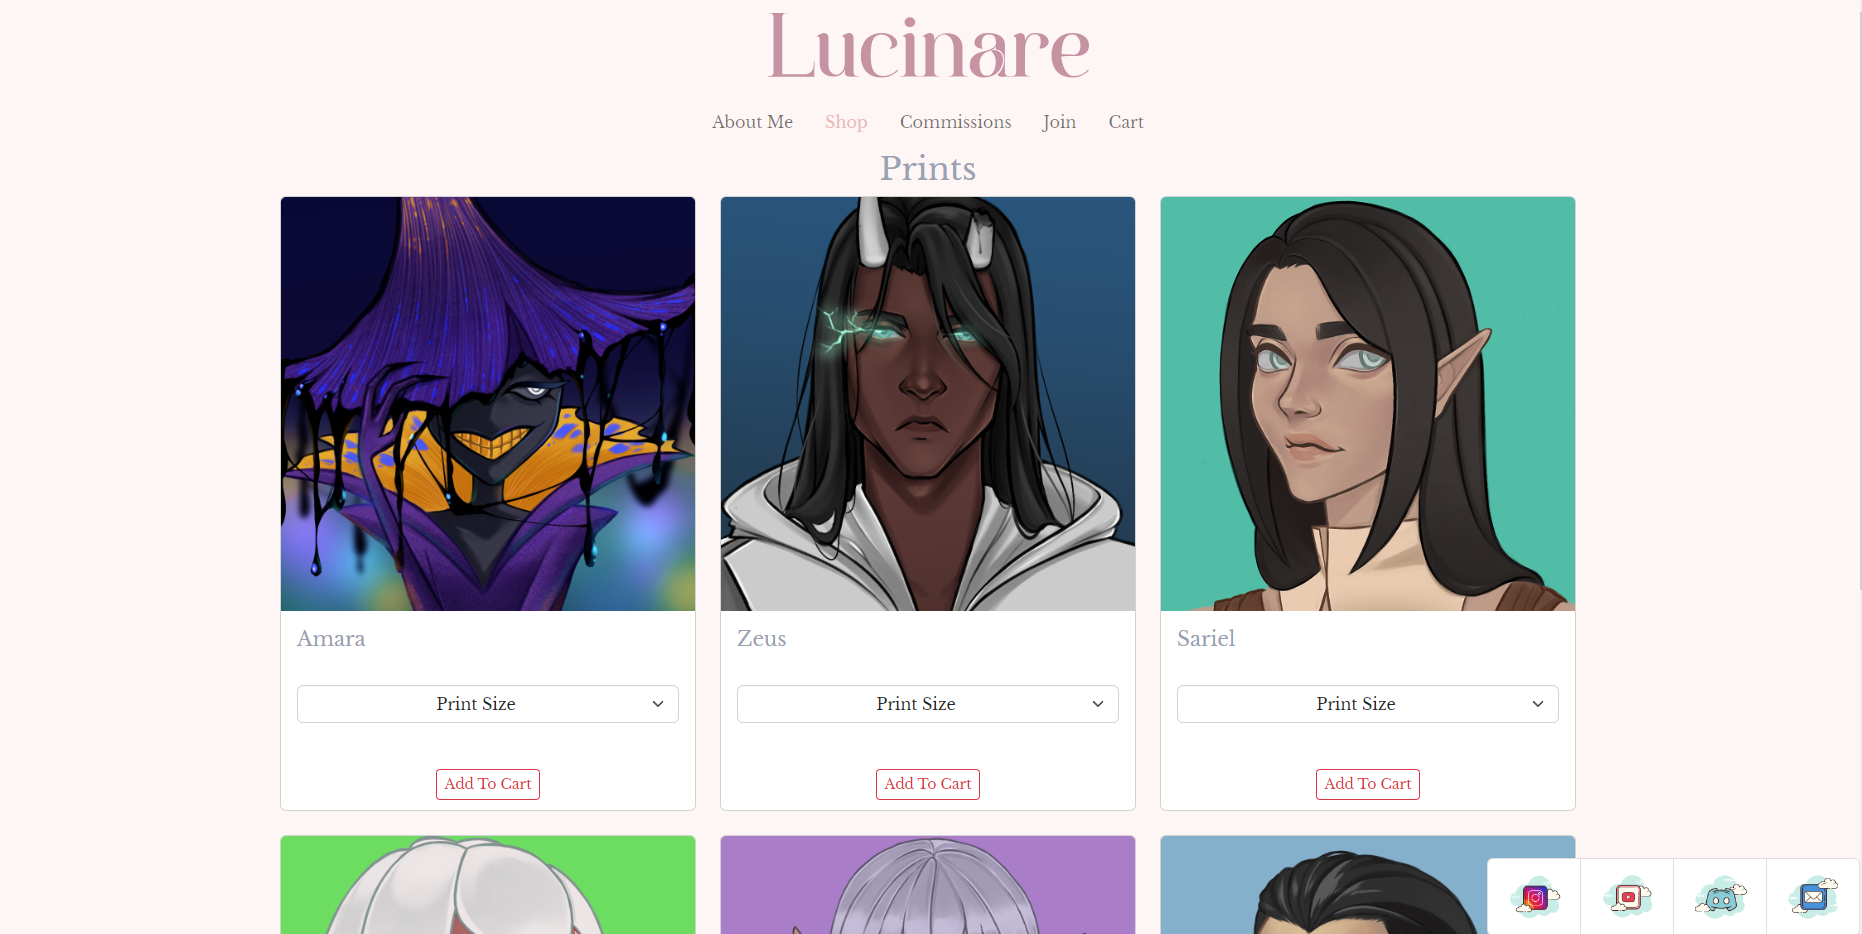 Lucinare
About Me Shop Commissions Join Cart
Prints
Amara
Print Size
Add To Cart
Zeus
Print Size
Add To Cart
Sariel
Print Size
Add To Cart